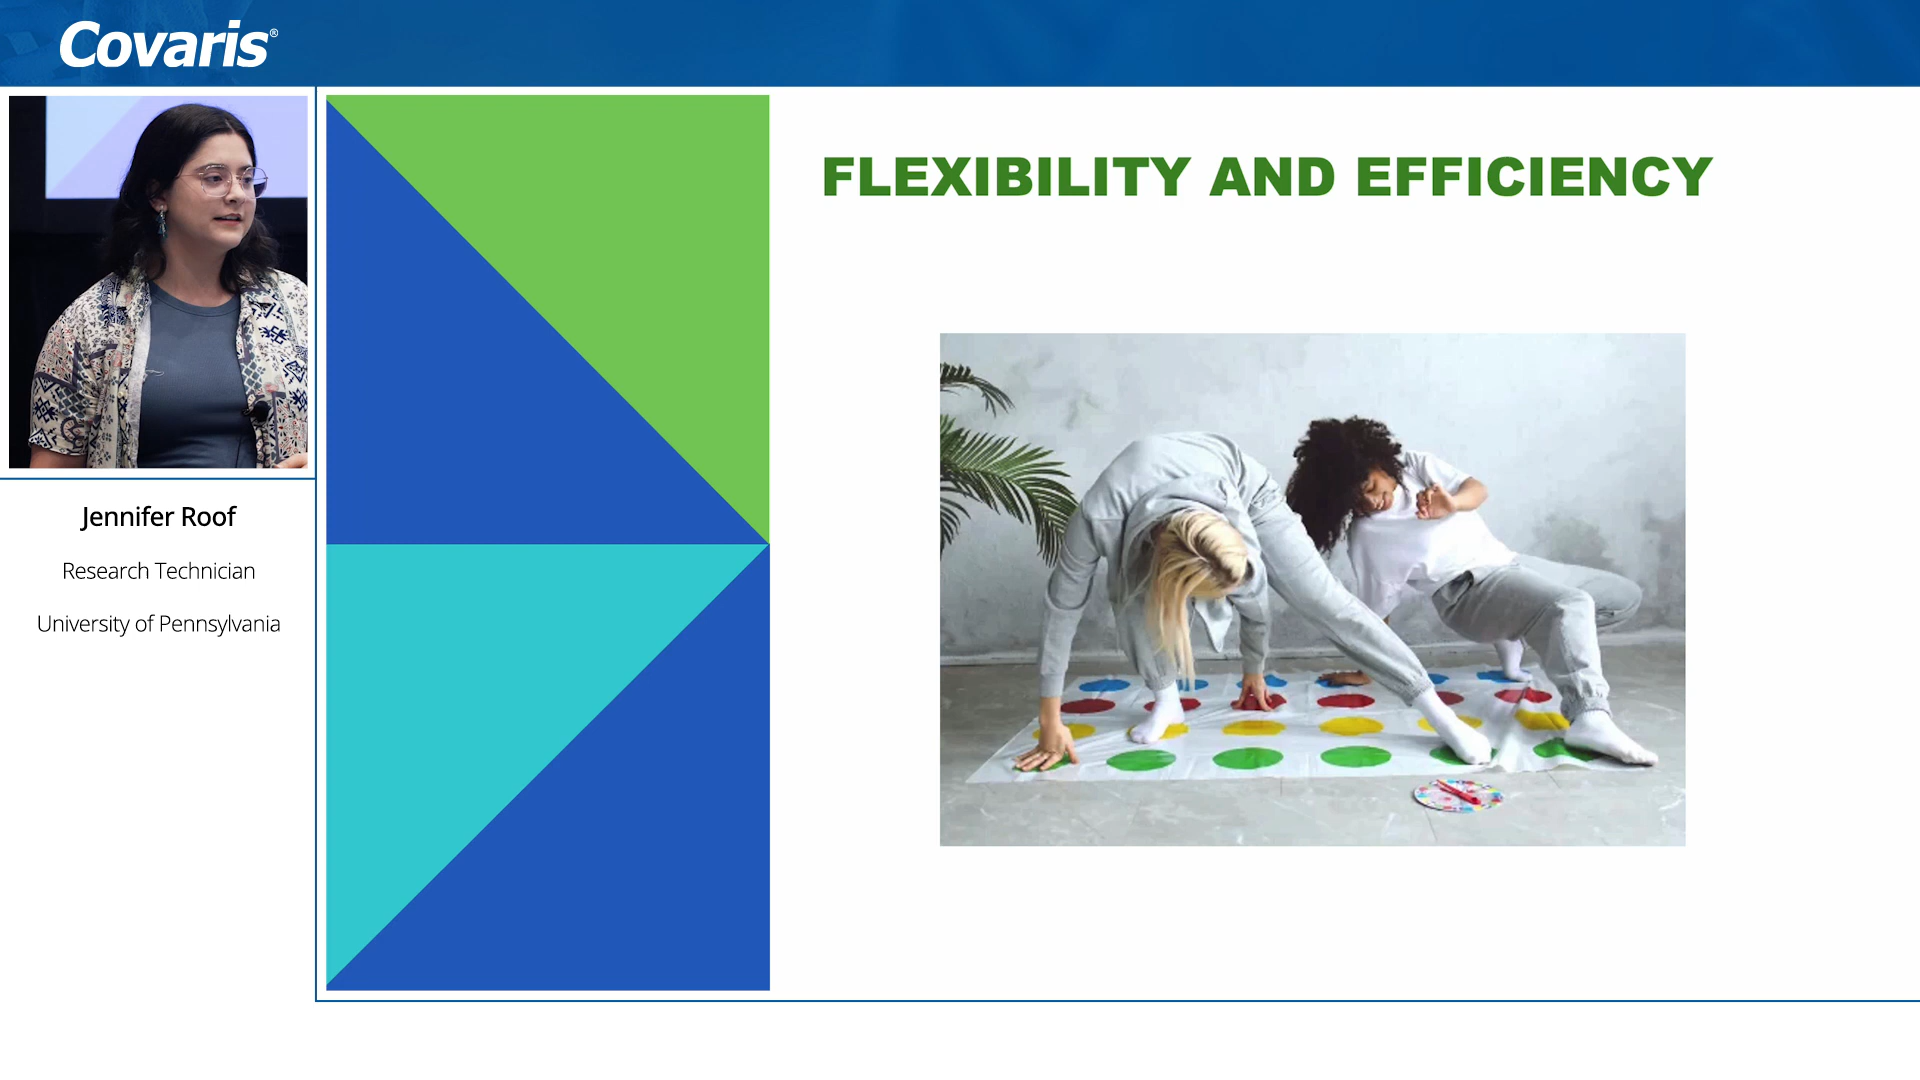 Covaris®
Jennifer Roof
Research Technician
University of Pennsylvania
FLEXIBILITY AND EFFICIENCY